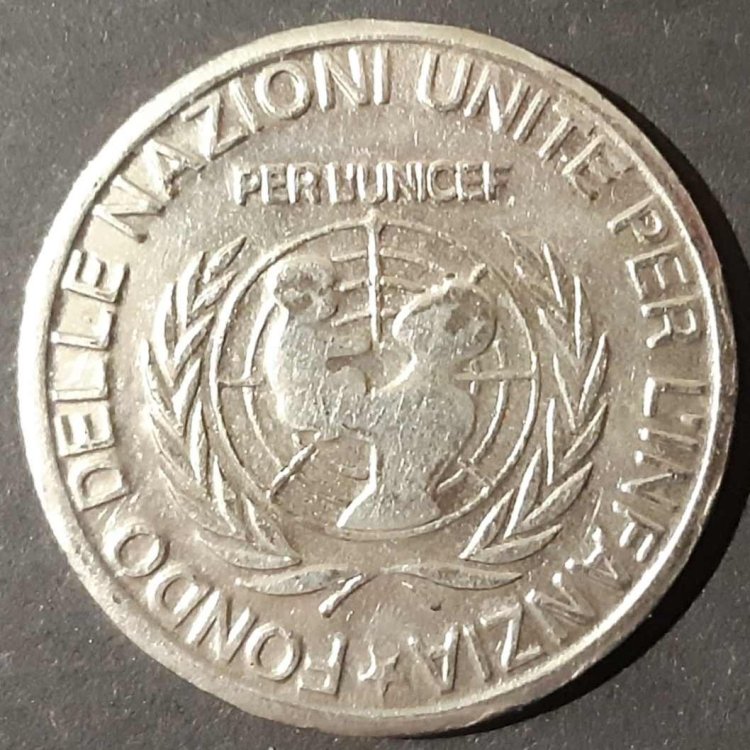 FONDO DELLE NAZIONI UNITE PER L'INFANZIA
PER L'UNICEF